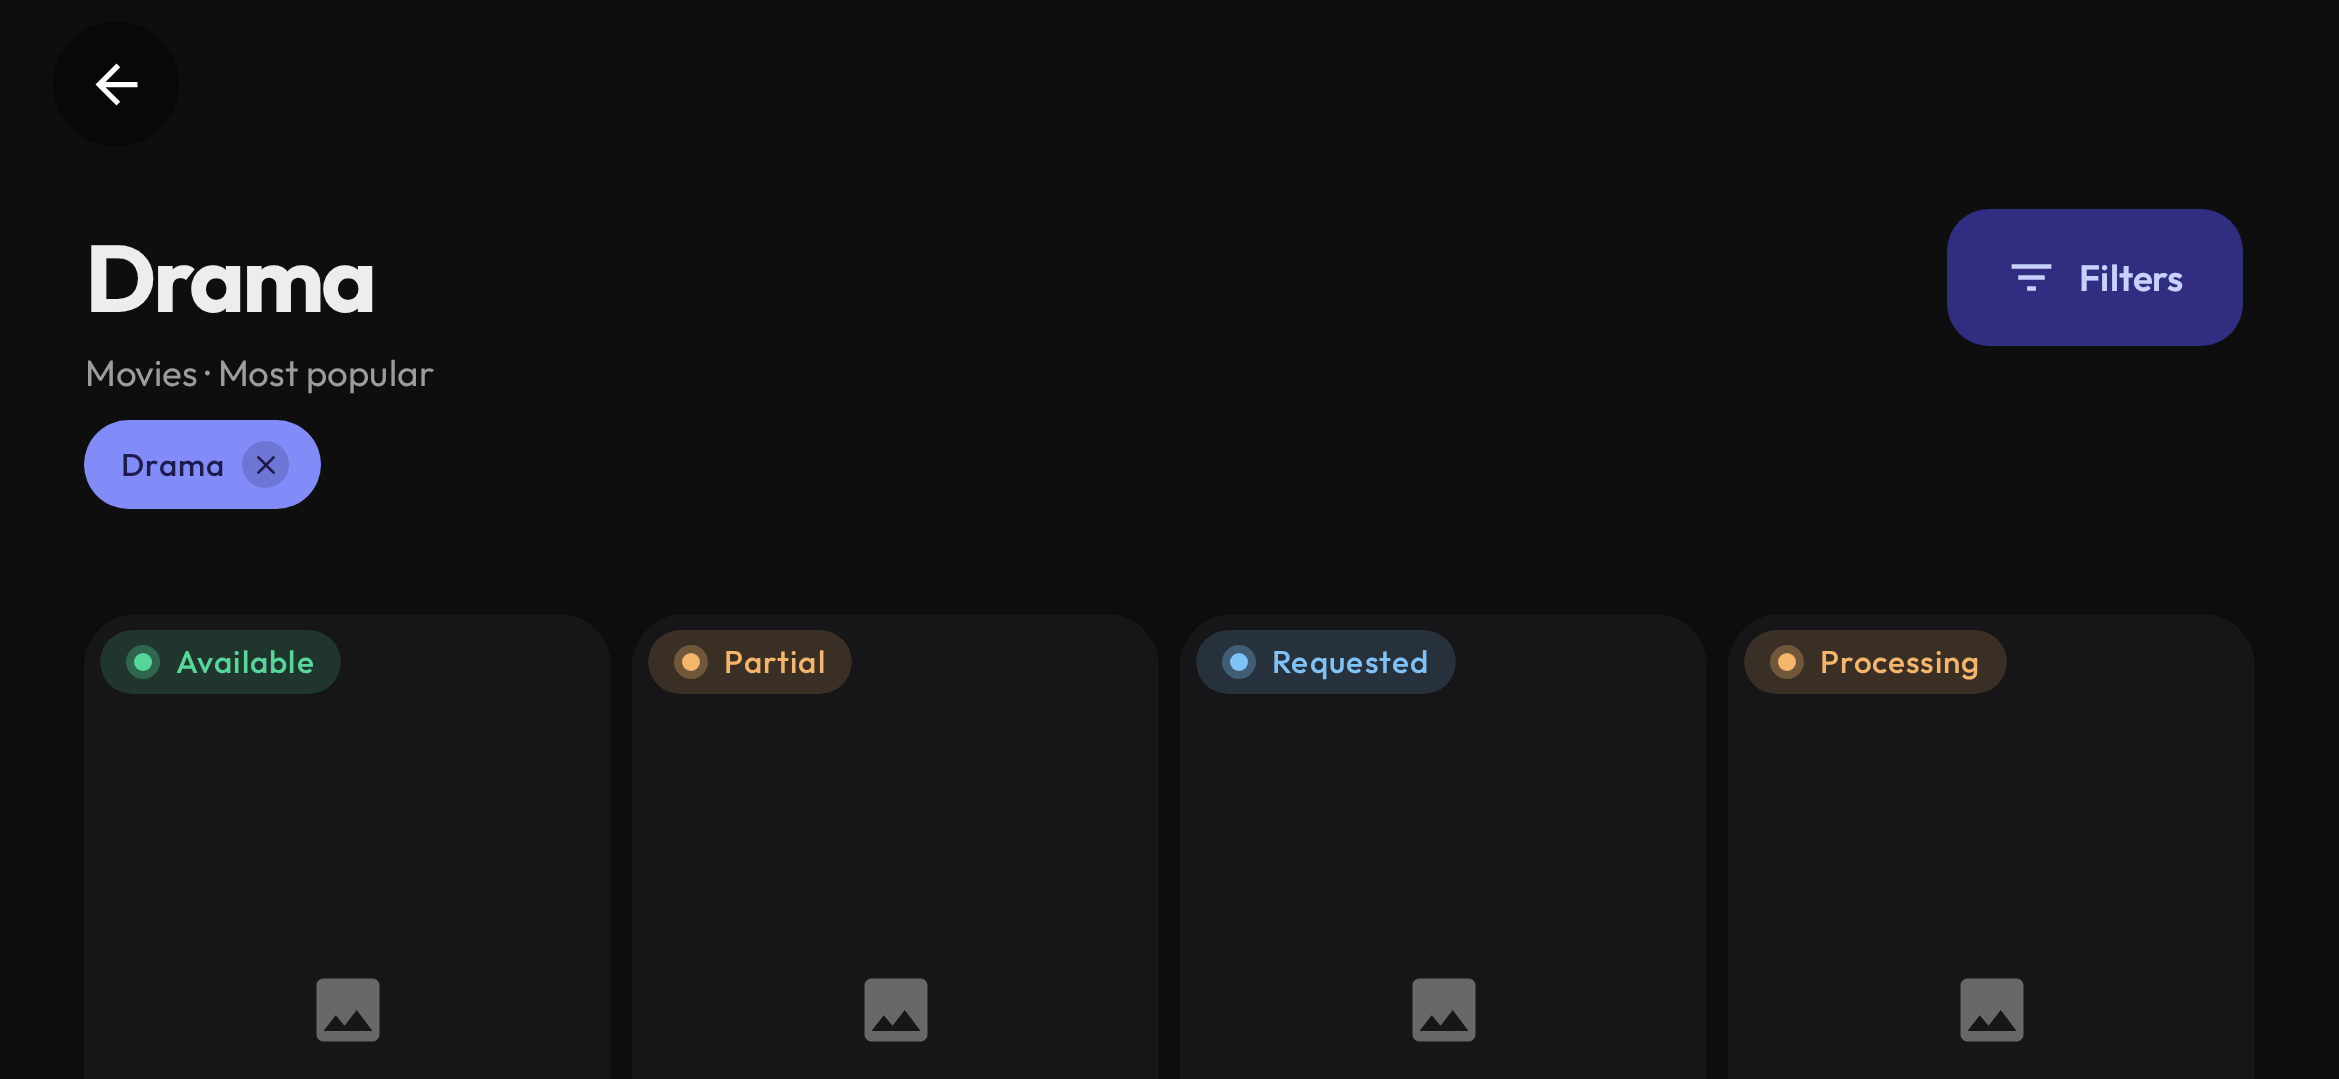 Drama
Filters
Movies · Most popular
Drama
Available
Partial
Requested
Processing